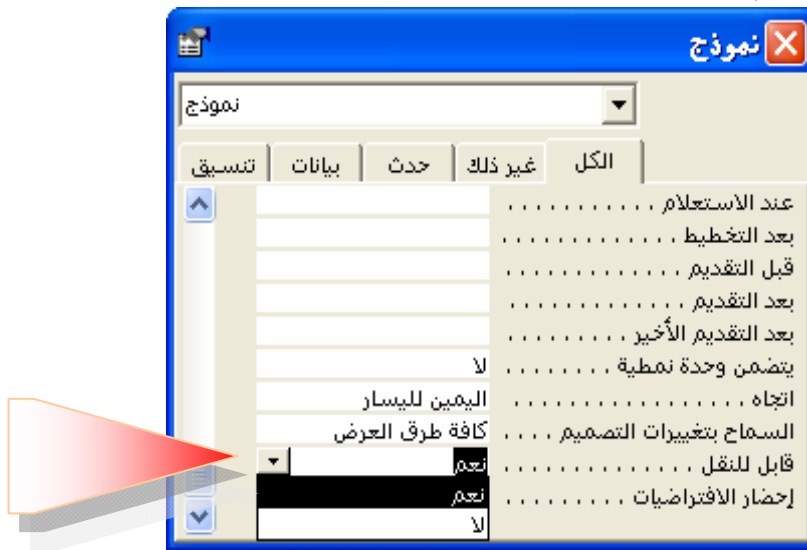 نموذج
نموذج
الكل غير ذلك حدث بيانات تنسيق
عند الاستعلام . . . . . . . . . . .
بعد التخطيط . . . . . . . . . . . . .
قبل التقديم . . . . . . . . . . . . .
بعد التقديم . . . . . . . . . . . . .
بعد التقديم الأخير . . . . . . . . .
يتضمن وحدة نمطية . . . . . . . . لا
اتجاه . . . . . . . . . . . . . . . . . اليمين لليسار
السماح بتغييرات التصميم . . . . كافة طرق العرض
قابل للنقل . . . . . . . . . . . . . . نعم
إحضار الافتراضيات . . . . . . . . . نعم
لا